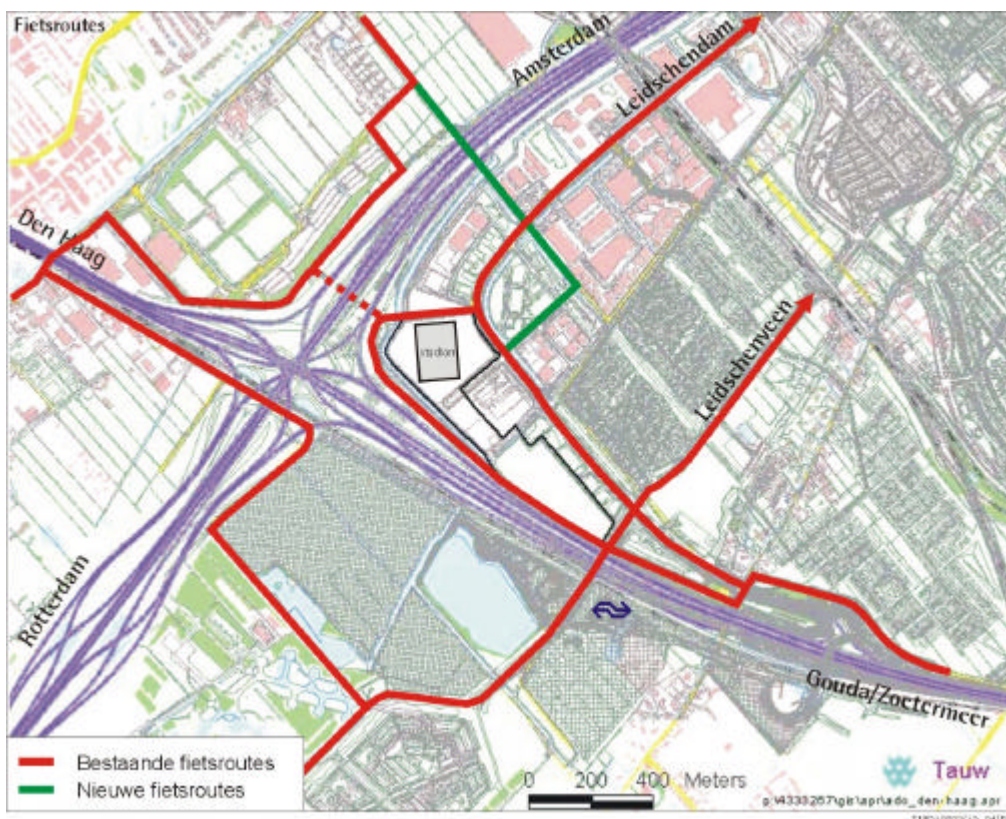 Fietsroutes
Amsterdam
Leidschendam
Den Haag
stadion
Leidschenveen
Rotterdam
Gouda/Zoetermeer
Bestaande fietsroutes
Nieuwe fietsroutes
0 200 400 Meters
Tauw